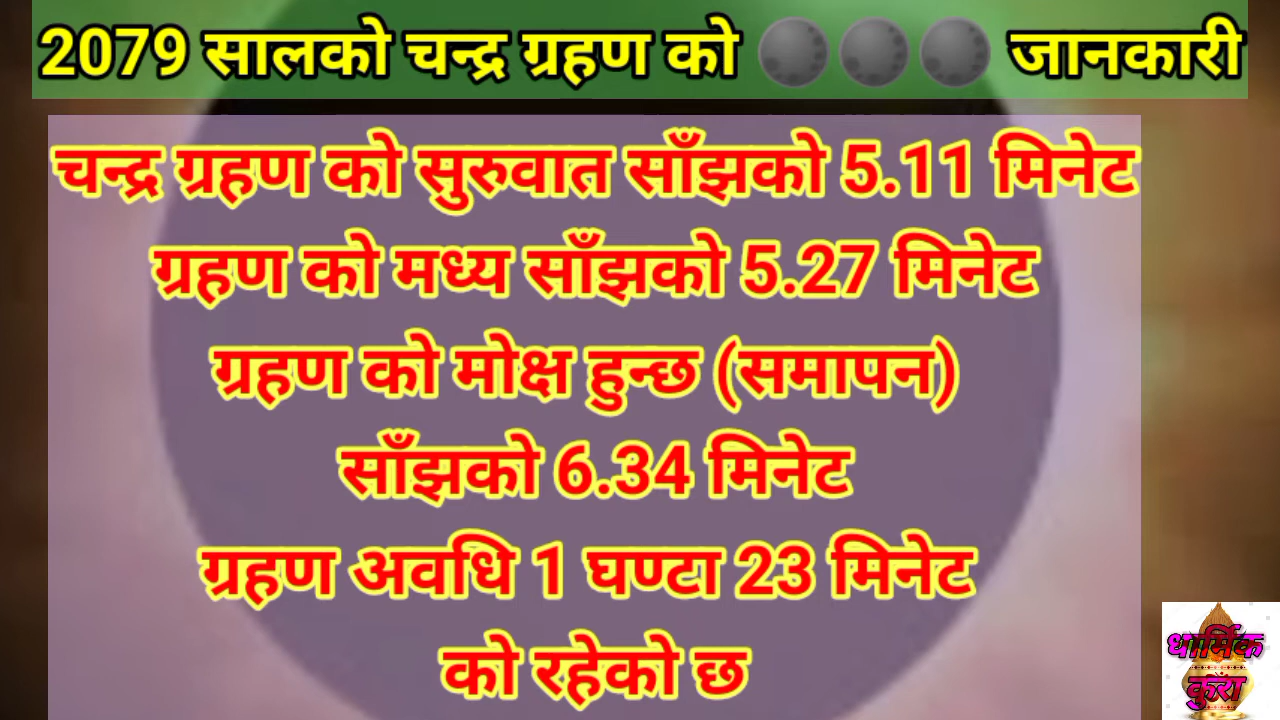 2079 सालको चन्द्र ग्रहण को जानकारी
चन्द्र ग्रहण को सुरुवात साँझको 5.11 मिनेट
ग्रहण को मध्य साँझको 5.27 मिनेट
ग्रहण को मोक्ष हुन्छ (समापन)
साँझको 6.34 मिनेट
ग्रहण अवधि 1 घण्टा 23 मिनेट
को रहेको छ
धार्मिक
कुरा